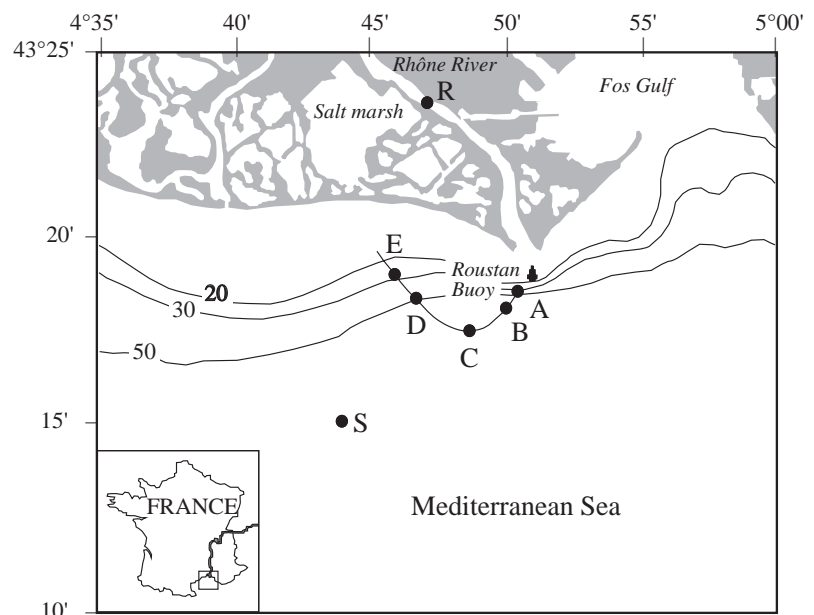 4°35' 40' 45' 50' 55' 5°00'
43°25'
Rhône River
R
Fos Gulf
Salt marsh
20'
E
Roustan
Buoy
20
30
A
D
B
C
50
15'
S
FRANCE
Mediterranean Sea
10'